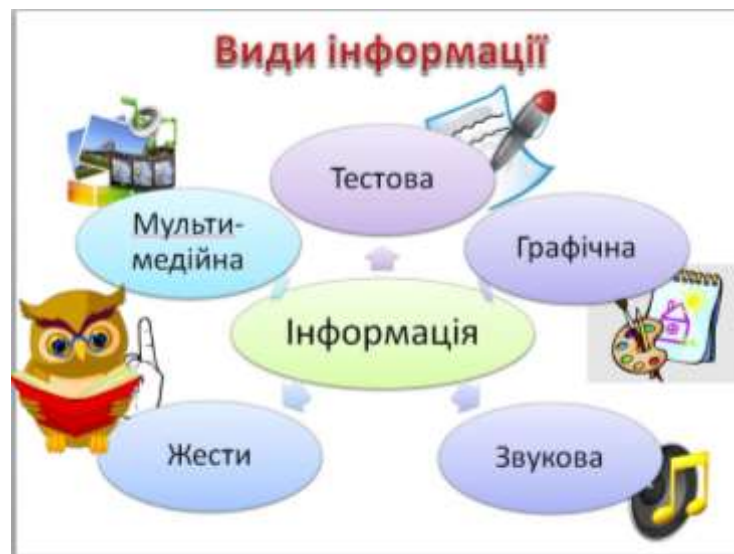 Види інформації
Тестова
Мульти-
медійна
Графічна
Інформація
Жести
Звукова